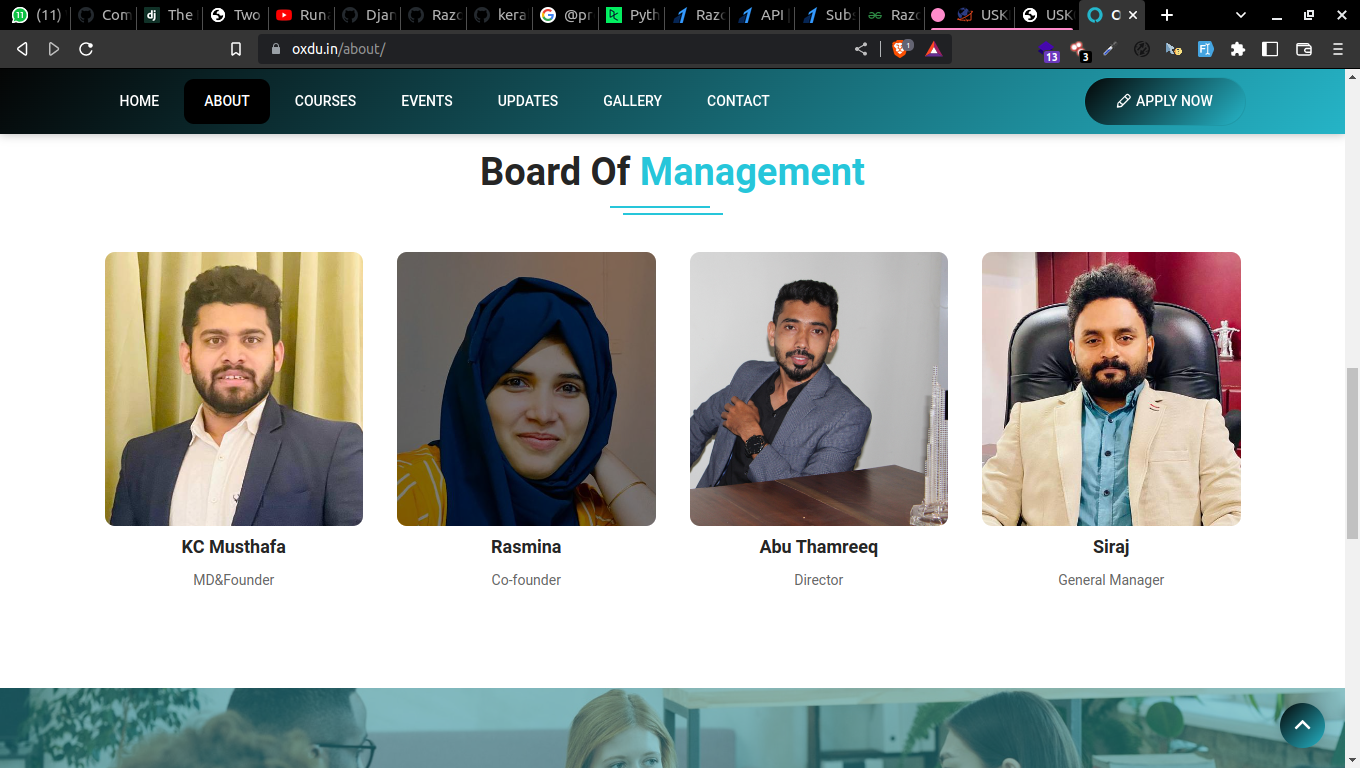 (11) Com The Two Run Djan Razo kera @pr Pyth Razo API Subs Razo USK USK
oxdu.in/about/
1 13 3
HOME ABOUT COURSES EVENTS UPDATES GALLERY CONTACT APPLY NOW
Board Of Management
KC Musthafa Rasmina Abu Thamreeq Siraj
MD&Founder Co-founder Director General Manager